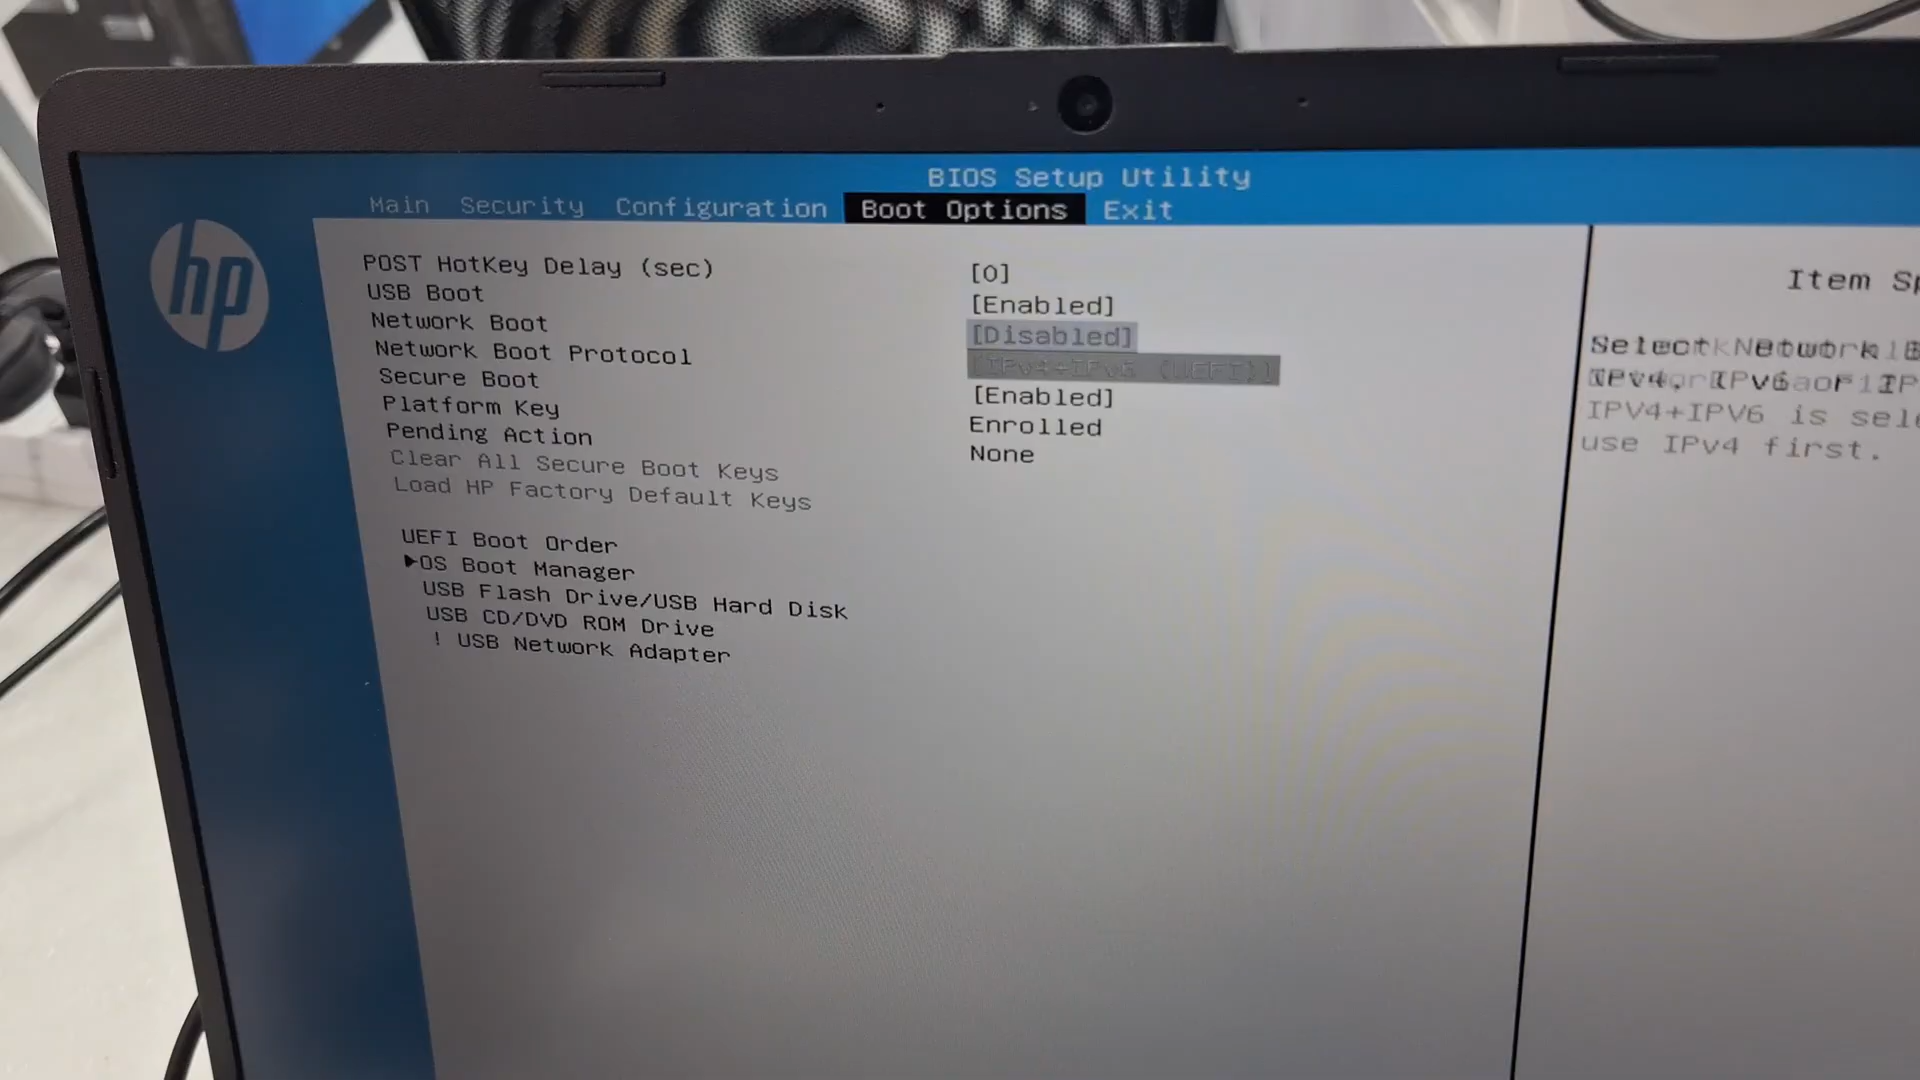 BIOS Setup Utility
Main Security Configuration Boot Options Exit
hp
POST HotKey Delay (sec) [0]
USB Boot [Enabled]
Network Boot [Disabled]
Network Boot Protocol [IPv4+IPv6 (UEFI)]
Secure Boot [Enabled]
Platform Key Enrolled
Pending Action None
Clear All Secure Boot Keys
Load HP Factory Default Keys
UEFI Boot Order
▶OS Boot Manager
USB Flash Drive/USB Hard Disk
USB CD/DVD ROM Drive
! USB Network Adapter
Item
IPV4+IPV6 is
use IPv4 first.